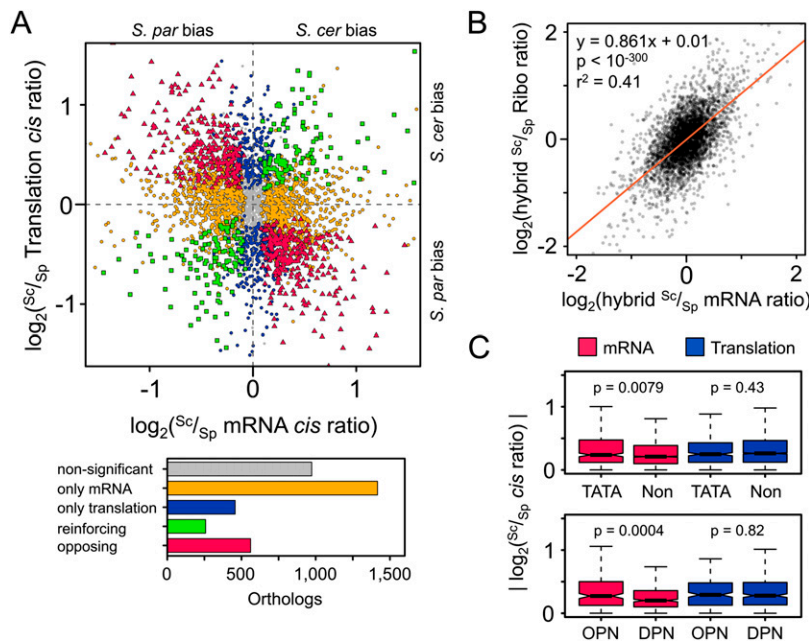 A
S. par bias
S. cer bias
log2(Sc/Sp Translation cis ratio)
1
0
-1
S. cer bias
S. par bias
-1
0
1
log2(Sc/Sp mRNA cis ratio)
non-significant
only mRNA
only translation
reinforcing
opposing
0
500
1,000
1,500
Orthologs
B
y = 0.861x + 0.01
p < 10-300
r2 = 0.41
log2(hybrid Sc/Sp Ribo ratio)
2
0
-2
-2
0
2
log2(hybrid Sc/Sp mRNA ratio)
C
mRNA
Translation
| log2(Sc/Sp cis ratio) |
p = 0.0079
p = 0.43
1
0
TATA
Non
TATA
Non
p = 0.0004
p = 0.82
1
0
OPN
DPN
OPN
DPN